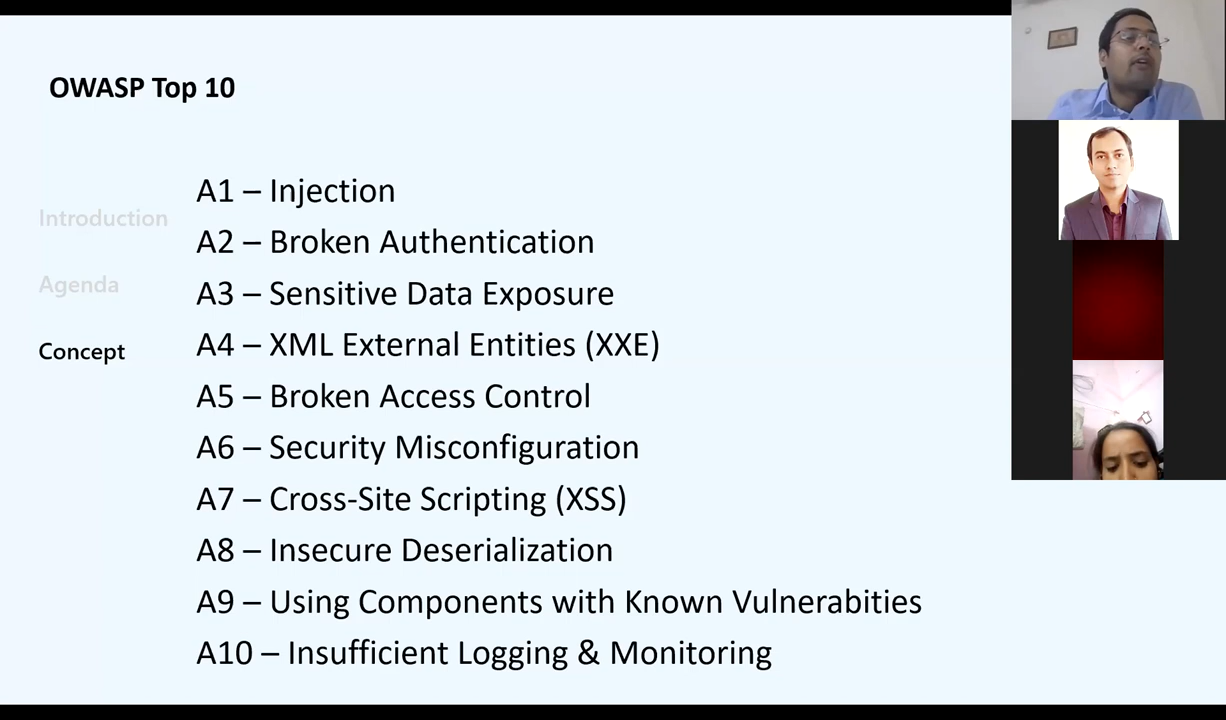 OWASP Top 10
Introduction
Agenda
Concept
A1 – Injection
A2 – Broken Authentication
A3 – Sensitive Data Exposure
A4 – XML External Entities (XXE)
A5 – Broken Access Control
A6 – Security Misconfiguration
A7 – Cross-Site Scripting (XSS)
A8 – Insecure Deserialization
A9 – Using Components with Known Vulnerabities
A10 – Insufficient Logging & Monitoring